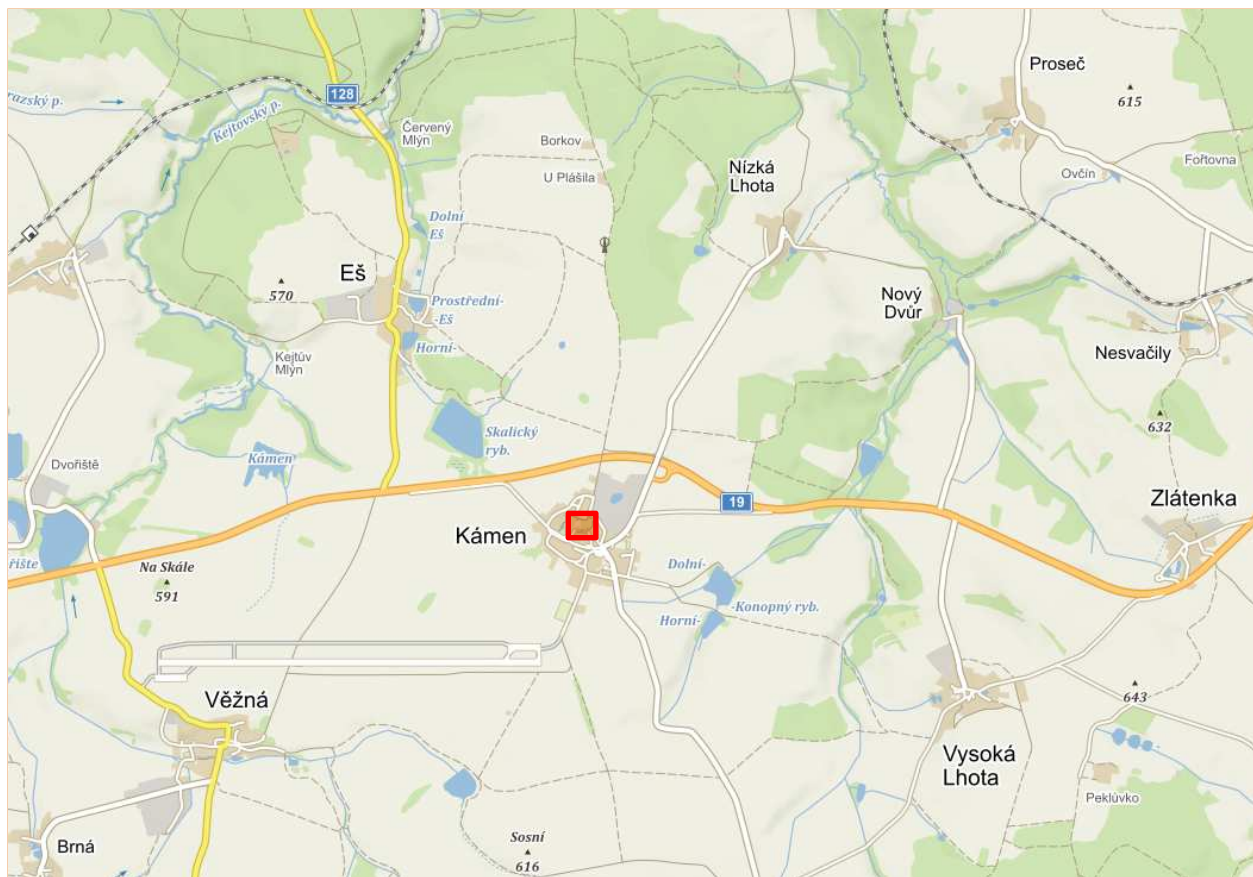 Proseč
615
128
razský p.
Kejtovský p.
Červený
Mlýn
Borkov
U Plášila
Nízká
Lhota
Ovčín
Fořtovna
Dolní
Eš
Eš
570
Prostřední-
-Eš
Horní-
Nový
Dvůr
Nesvačily
Kejtův
Mlýn
632
Skalický
ryb.
Kámen
Dvořiště
19
Zlátenka
Kámen
řiště
Na Skále
591
Dolní-
-Konopný ryb.
Horní-
Věžná
643
Vysoká
Lhota
Peklůvko
Brná
Sosní
616